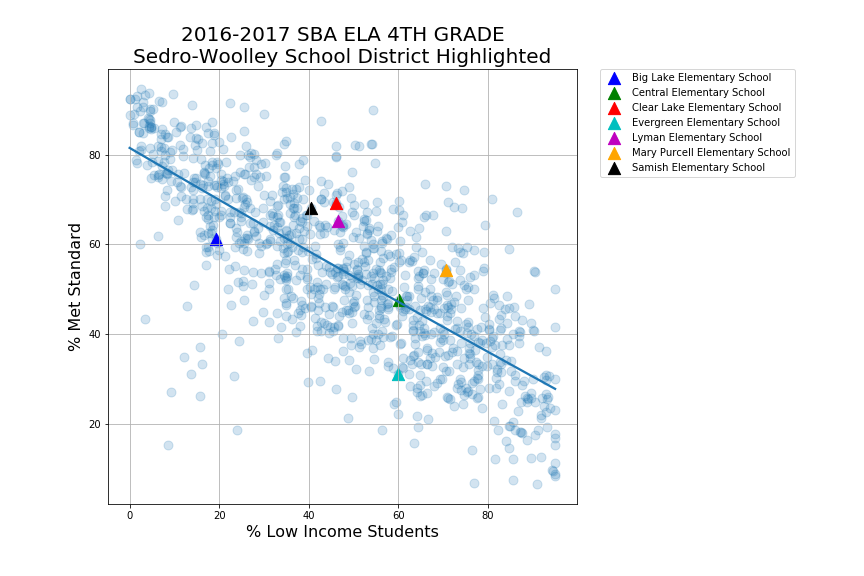 2016-2017 SBA ELA 4TH GRADE
Sedro-Woolley School District Highlighted
Big Lake Elementary School
Central Elementary School
Clear Lake Elementary School
Evergreen Elementary School
Lyman Elementary School
Mary Purcell Elementary School
Samish Elementary School
% Met Standard
80
60
40
20
0 20 40 60 80
% Low Income Students